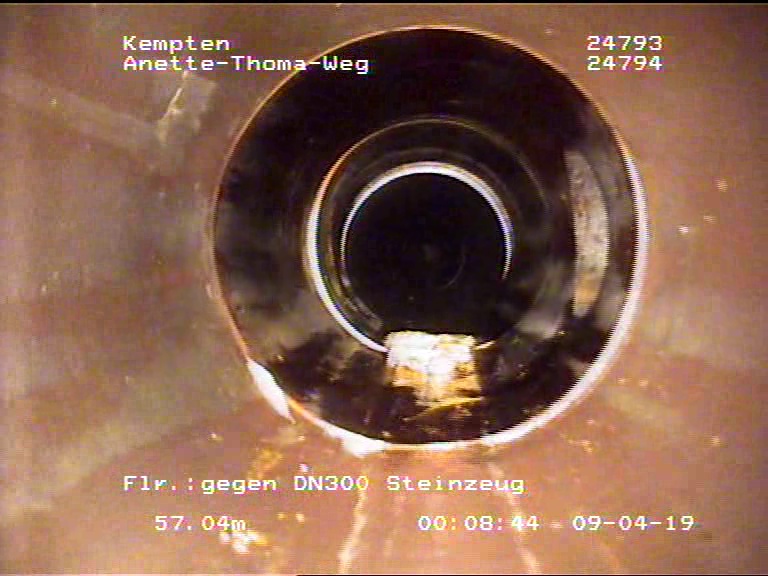 Kempten 24793
Anette-Thoma-Weg 24794
Flr.:gegen DN300 Steinzeug
57.04m 00:08:44 09-04-19